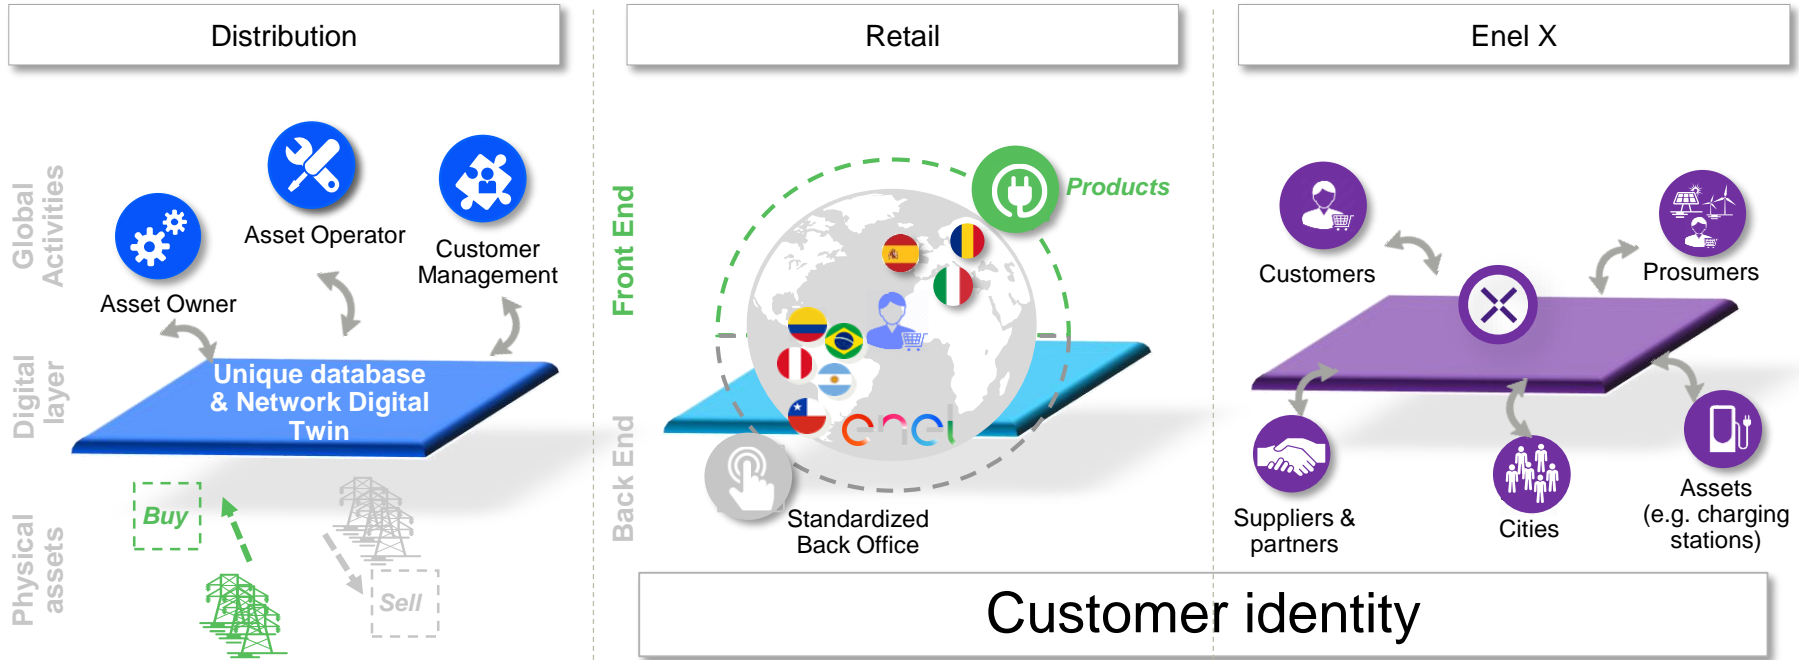 Distribution
Retail
Enel X
Global
Activities
Digital
layer
Physical
assets
Asset Owner
Asset Operator
Customer
Management
Unique database
& Network Digital
Twin
Buy
Sell
Front End
Back End
Products
enel
Standardized
Back Office
Customers
Prosumers
Suppliers &
partners
Cities
Assets
(e.g. charging
stations)
Customer identity